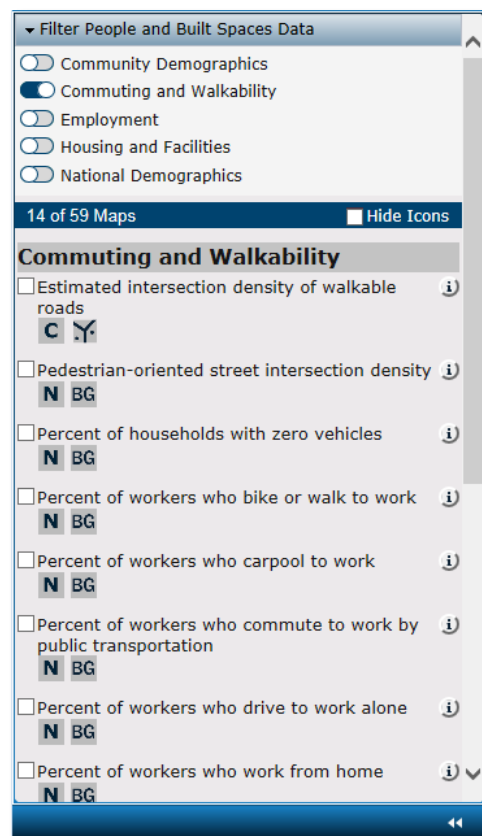 Filter People and Built Spaces Data
Community Demographics
Commuting and Walkability
Employment
Housing and Facilities
National Demographics
14 of 59 Maps Hide Icons
Commuting and Walkability
Estimated intersection density of walkable
roads
C
Pedestrian-oriented street intersection density
N BG
Percent of households with zero vehicles
N BG
Percent of workers who bike or walk to work
N BG
Percent of workers who carpool to work
N BG
Percent of workers who commute to work by
public transportation
N BG
Percent of workers who drive to work alone
N BG
Percent of workers who work from home
N BG